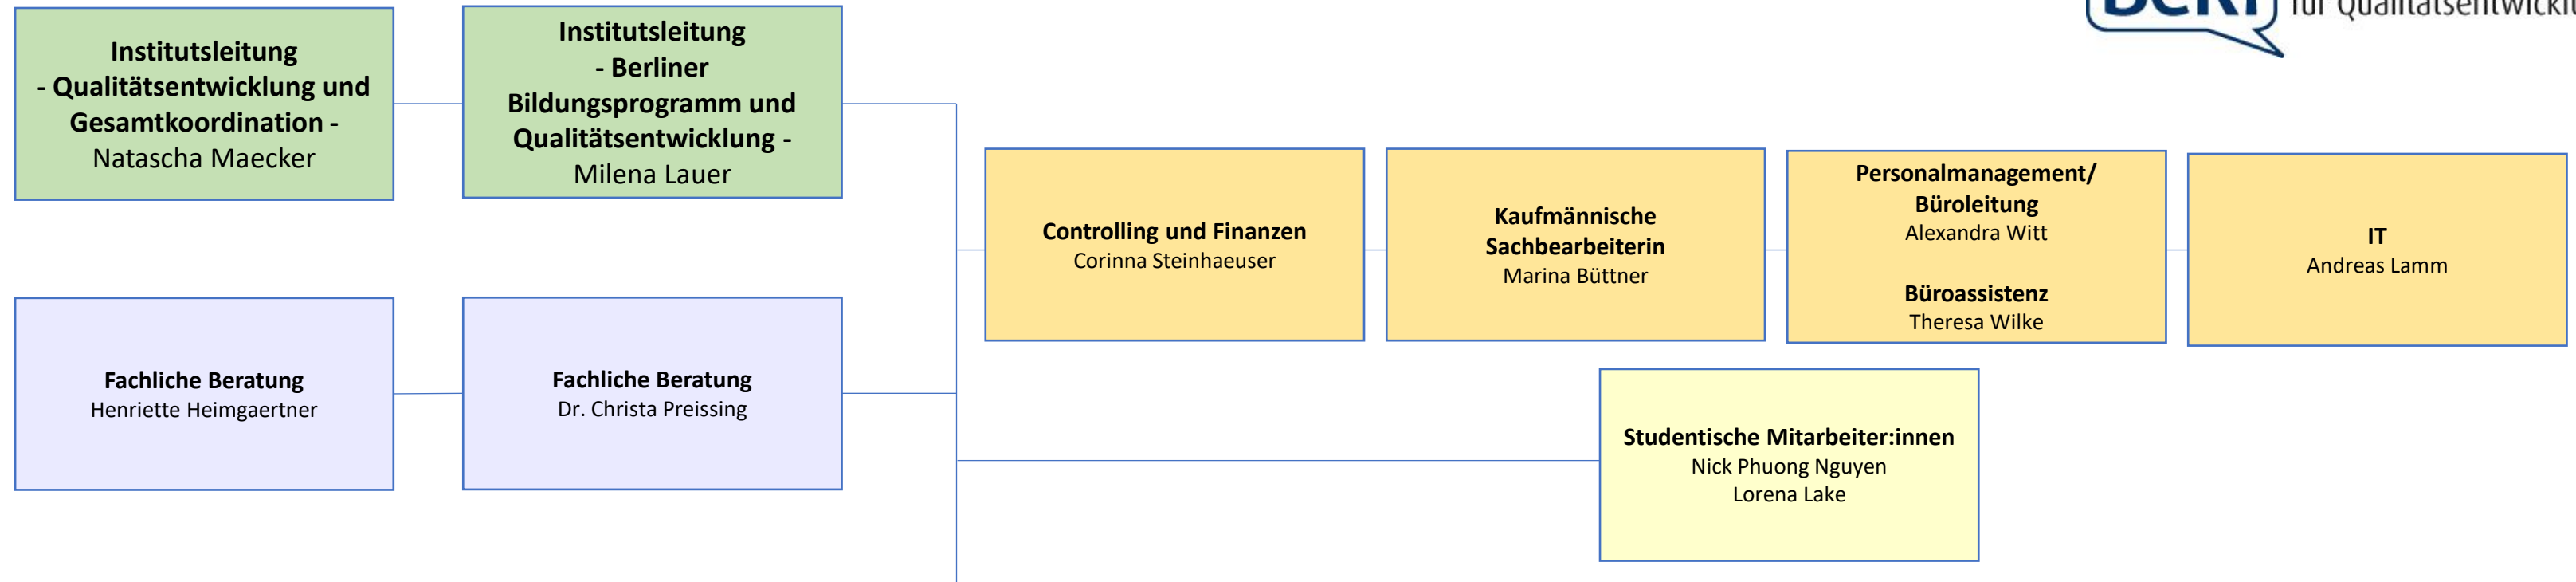 für Qualitätsentwicklu
Institutsleitung
- Qualitätsentwicklung und
Gesamtkoordination -
Natascha Maecker
Institutsleitung
- Berliner
Bildungsprogramm und
Qualitätsentwicklung -
Milena Lauer
Controlling und Finanzen
Corinna Steinhaeuser
Kaufmännische
Sachbearbeiterin
Marina Büttner
Personalmanagement/
Büroleitung
Alexandra Witt
Büroassistenz
Theresa Wilke
IT
Andreas Lamm
Fachliche Beratung
Henriette Heimgaertner
Fachliche Beratung
Dr. Christa Preissing
Studentische Mitarbeiter:innen
Nick Phuong Nguyen
Lorena Lake